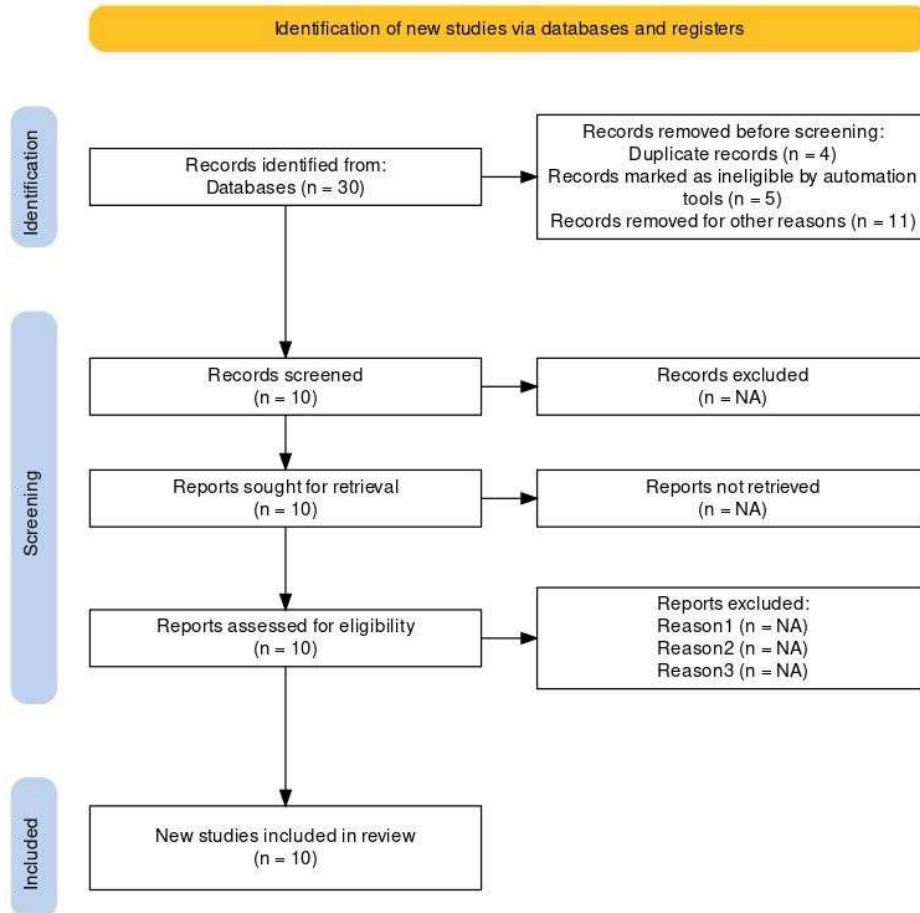 Identification of new studies via databases and registers
Identification
Records identified from:
Databases (n = 30)
Records removed before screening:
Duplicate records (n = 4)
Records marked as ineligible by automation
tools (n = 5)
Records removed for other reasons (n = 11)
Screening
Records screened
(n = 10)
Records excluded
(n = NA)
Reports sought for retrieval
(n = 10)
Reports not retrieved
(n = NA)
Reports assessed for eligibility
(n = 10)
Reports excluded:
Reason1 (n = NA)
Reason2 (n = NA)
Reason3 (n = NA)
Included
New studies included in review
(n = 10)